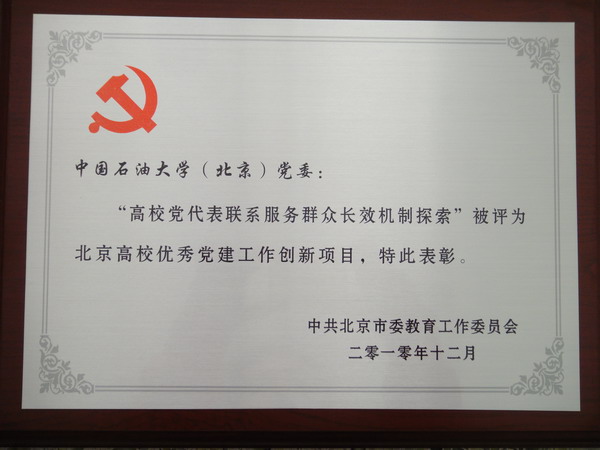 中国石油大学（北京）党委：
“高校党代表联系服务群众长效机制探索”被评为
北京高校优秀党建工作创新项目，特此表彰。
中共北京市委教育工作委员会
二零一零年十二月